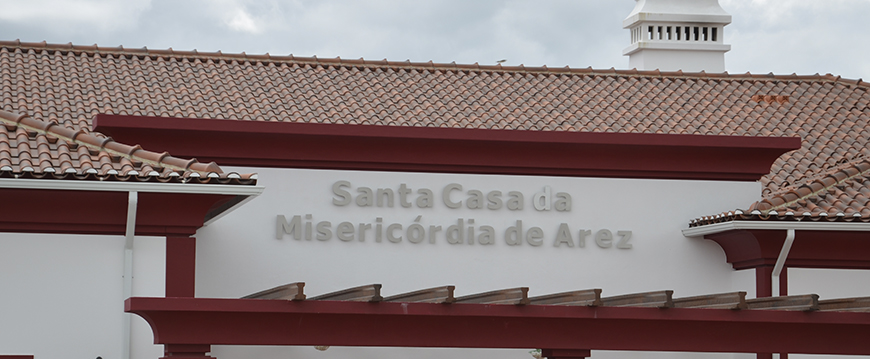 Santa Casa da
Misericórdia de Arez